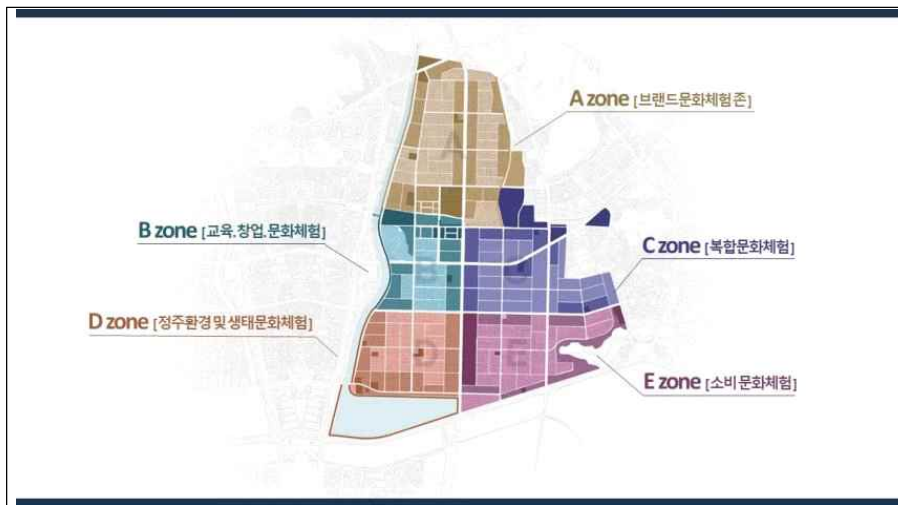 A zone [브랜드문화체험 존]
B zone [교육.창업.문화체험]
C zone [복합문화체험]
D zone [정주환경 및 생태문화체험]
E zone [소비 문화체험]
A
B
C
D
E